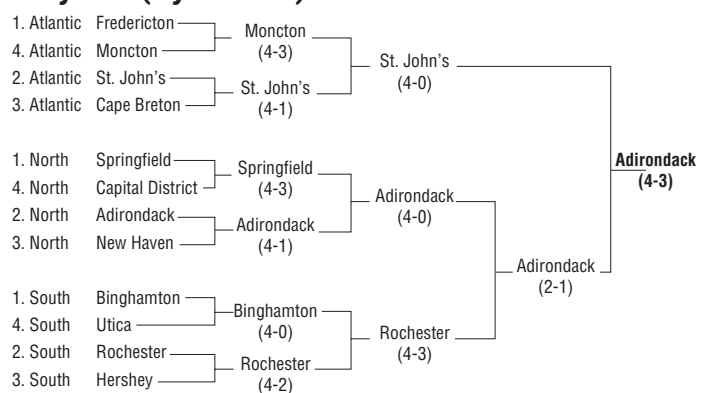 1. Atlantic Fredericton
4. Atlantic Moncton
2. Atlantic St. John's
3. Atlantic Cape Breton
Moncton
(4-3)
St. John's
(4-1)
St. John's
(4-0)
1. North Springfield
4. North Capital District
2. North Adirondack
3. North New Haven
Springfield
(4-3)
Adirondack
(4-1)
Adirondack
(4-0)
1. South Binghamton
4. South Utica
2. South Rochester
3. South Hershey
Binghamton
(4-0)
Rochester
(4-2)
Rochester
(4-3)
Adirondack
(2-1)
Adirondack
(4-3)